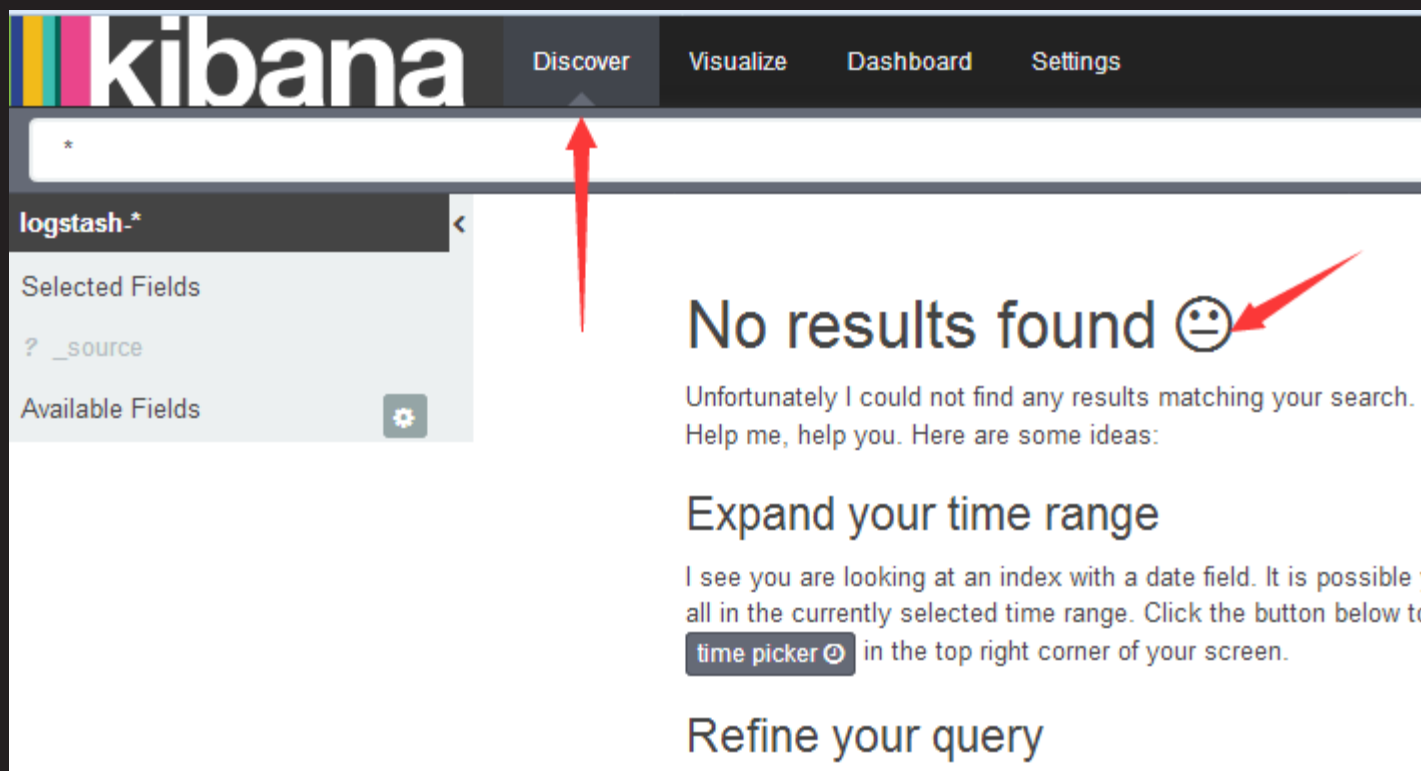 kibana Discover Visualize Dashboard Settings
*
logstash-*
Selected Fields
? _source
Available Fields
No results found
Unfortunately I could not find any results matching your search.
Help me, help you. Here are some ideas:
Expand your time range
I see you are looking at an index with a date field. It is possible
all in the currently selected time range. Click the button below to
time picker in the top right corner of your screen.
Refine your query